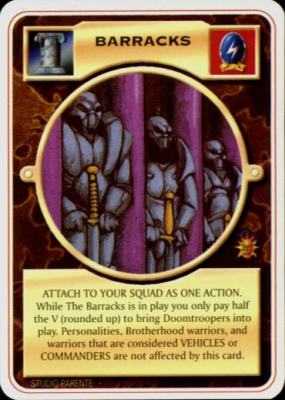 BARRACKS
ATTACH TO YOUR SQUAD AS ONE ACTION.
While The Barracks is in play you only pay half
the V (rounded up) to bring Doomtroopers into
play. Personalities, Brotherhood warriors, and
warriors that are considered VEHICLES or
COMMANDERS are not affected by this card.
STUDIO PARENTE